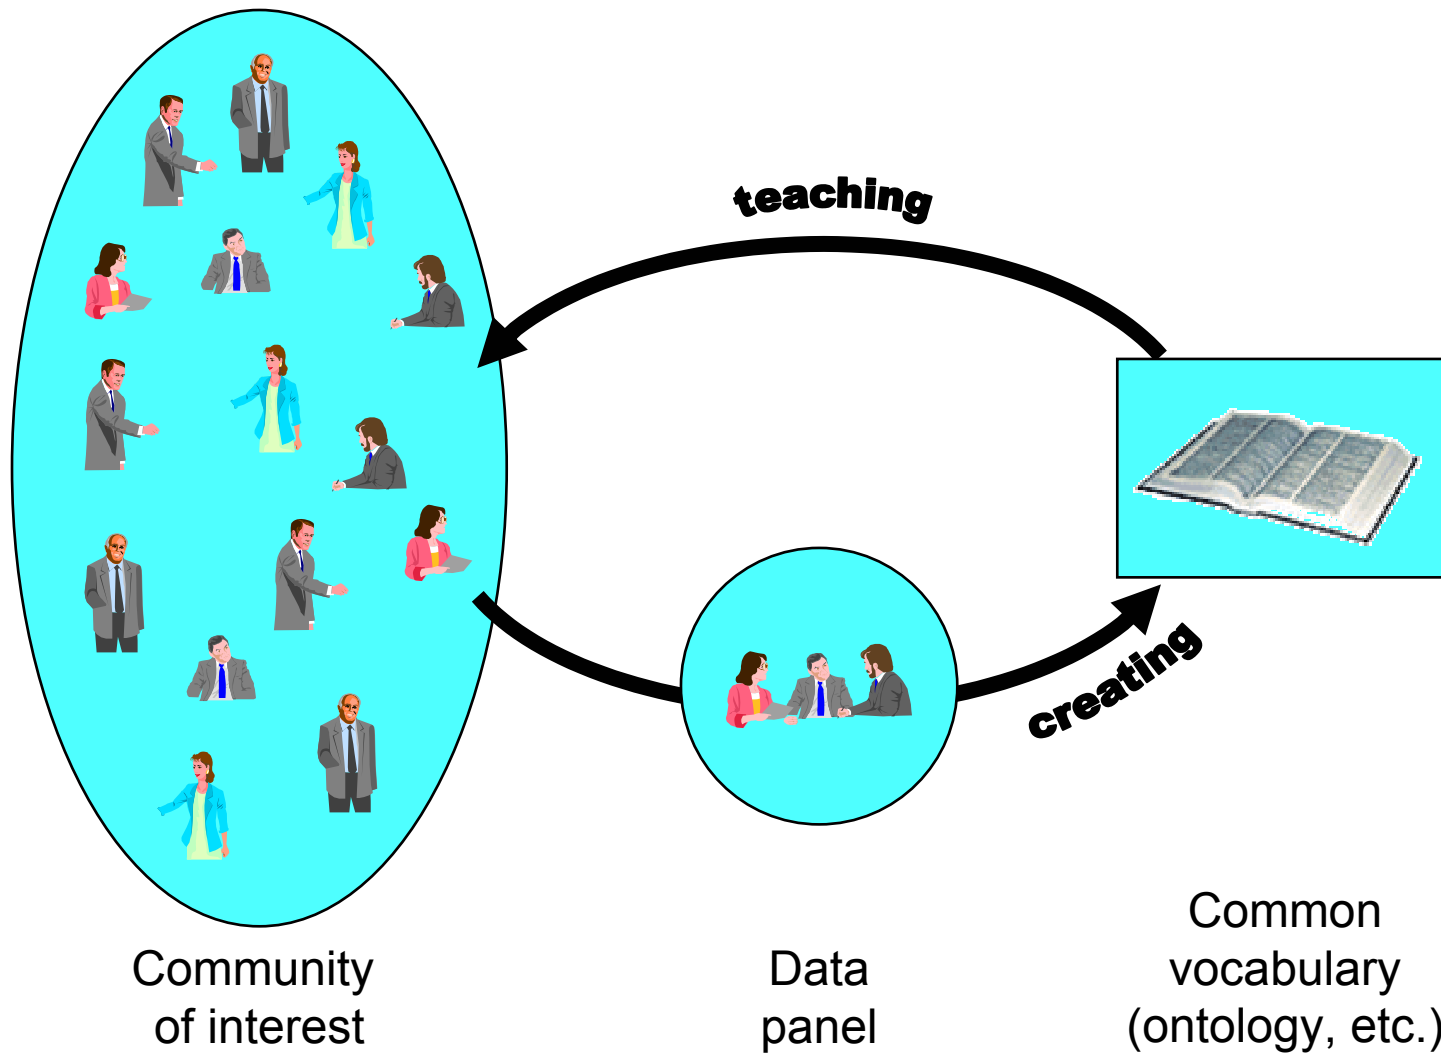 teaching
creating
Community
of interest
Data
panel
Common
vocabulary
(ontology, etc.)